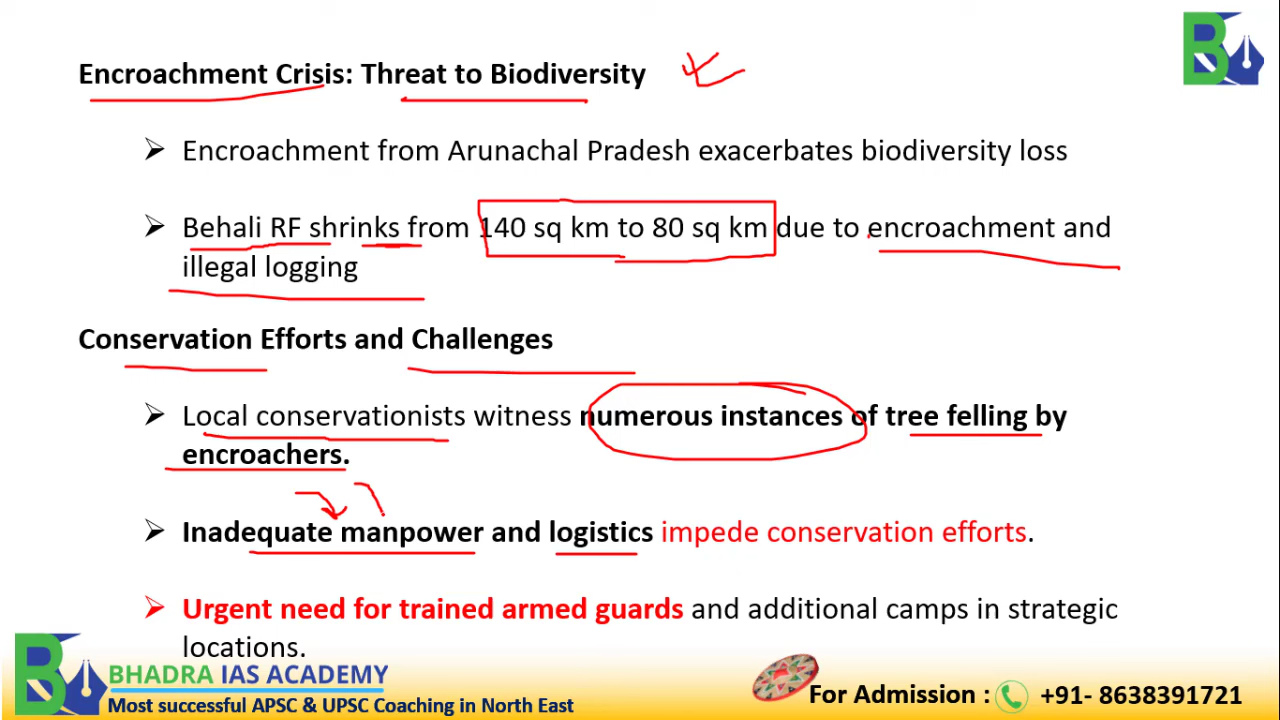 Encroachment Crisis: Threat to Biodiversity
Encroachment from Arunachal Pradesh exacerbates biodiversity loss
Behali RF shrinks from 140 sq km to 80 sq km due to encroachment and
illegal logging
Conservation Efforts and Challenges
Local conservationists witness numerous instances of tree felling by
encroachers.
Inadequate manpower and logistics impede conservation efforts.
Urgent need for trained armed guards and additional camps in strategic
locations.
BHADRA IAS ACADEMY
Most successful APSC & UPSC Coaching in North East
For Admission : +91- 8638391721